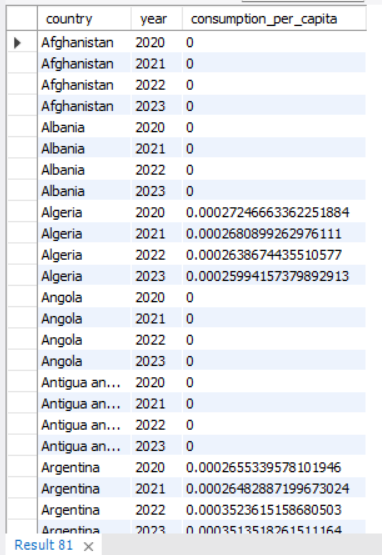 country year consumption_per_capita
Afghanistan 2020 0
Afghanistan 2021 0
Afghanistan 2022 0
Afghanistan 2023 0
Albania 2020 0
Albania 2021 0
Albania 2022 0
Albania 2023 0
Algeria 2020 0.00027246663362251884
Algeria 2021 0.0002680899262976111
Algeria 2022 0.0002638674435510577
Algeria 2023 0.00025994157379892913
Angola 2020 0
Angola 2021 0
Angola 2022 0
Angola 2023 0
Antigua an... 2020 0
Antigua an... 2021 0
Antigua an... 2022 0
Antigua an... 2023 0
Argentina 2020 0.0002655339578101946
Argentina 2021 0.00026482887199673024
Argentina 2022 0.0003523615158680503
Argentina 2023 0.0003513518261511164
Result 81